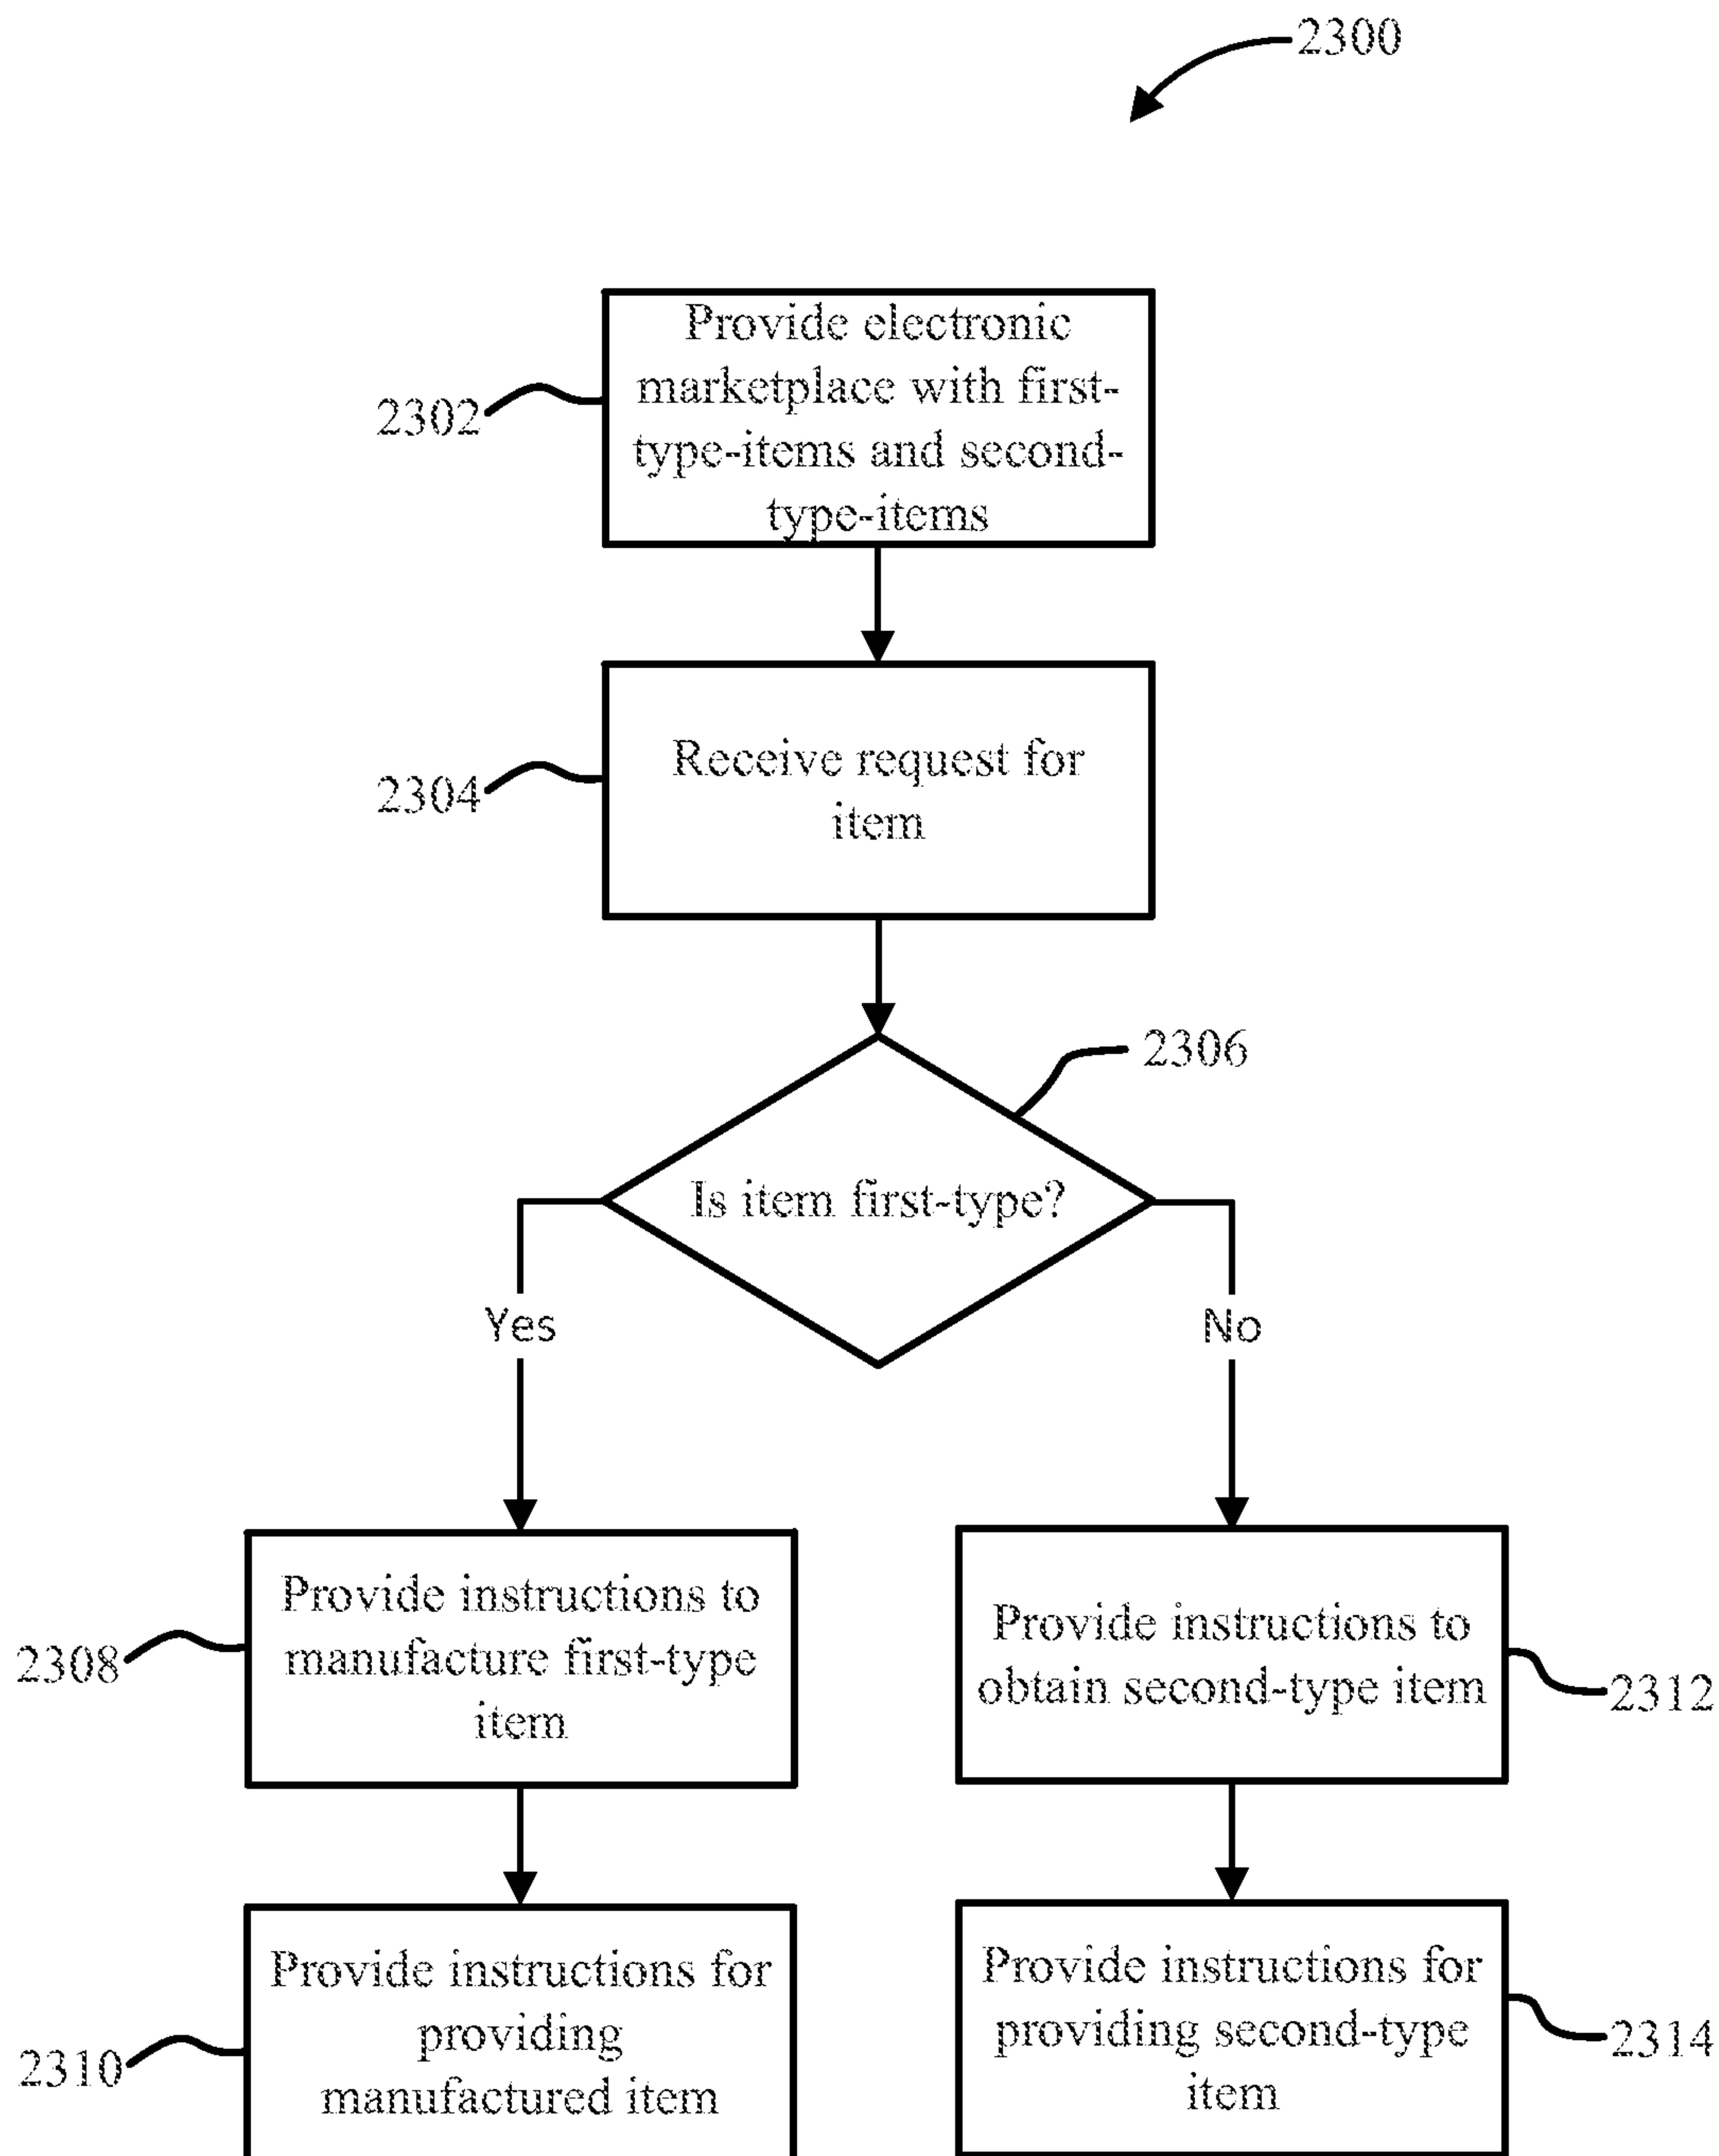 2300
Provide electronic
marketplace with first-
type-items and second-
type-items
2302
Receive request for
item
2304
2306
Is item first-type?
Yes
No
Provide instructions to
manufacture first-type
item
2308
Provide instructions to
obtain second-type item
2312
Provide instructions for
providing
manufactured item
2310
Provide instructions for
providing second-type
item
2314